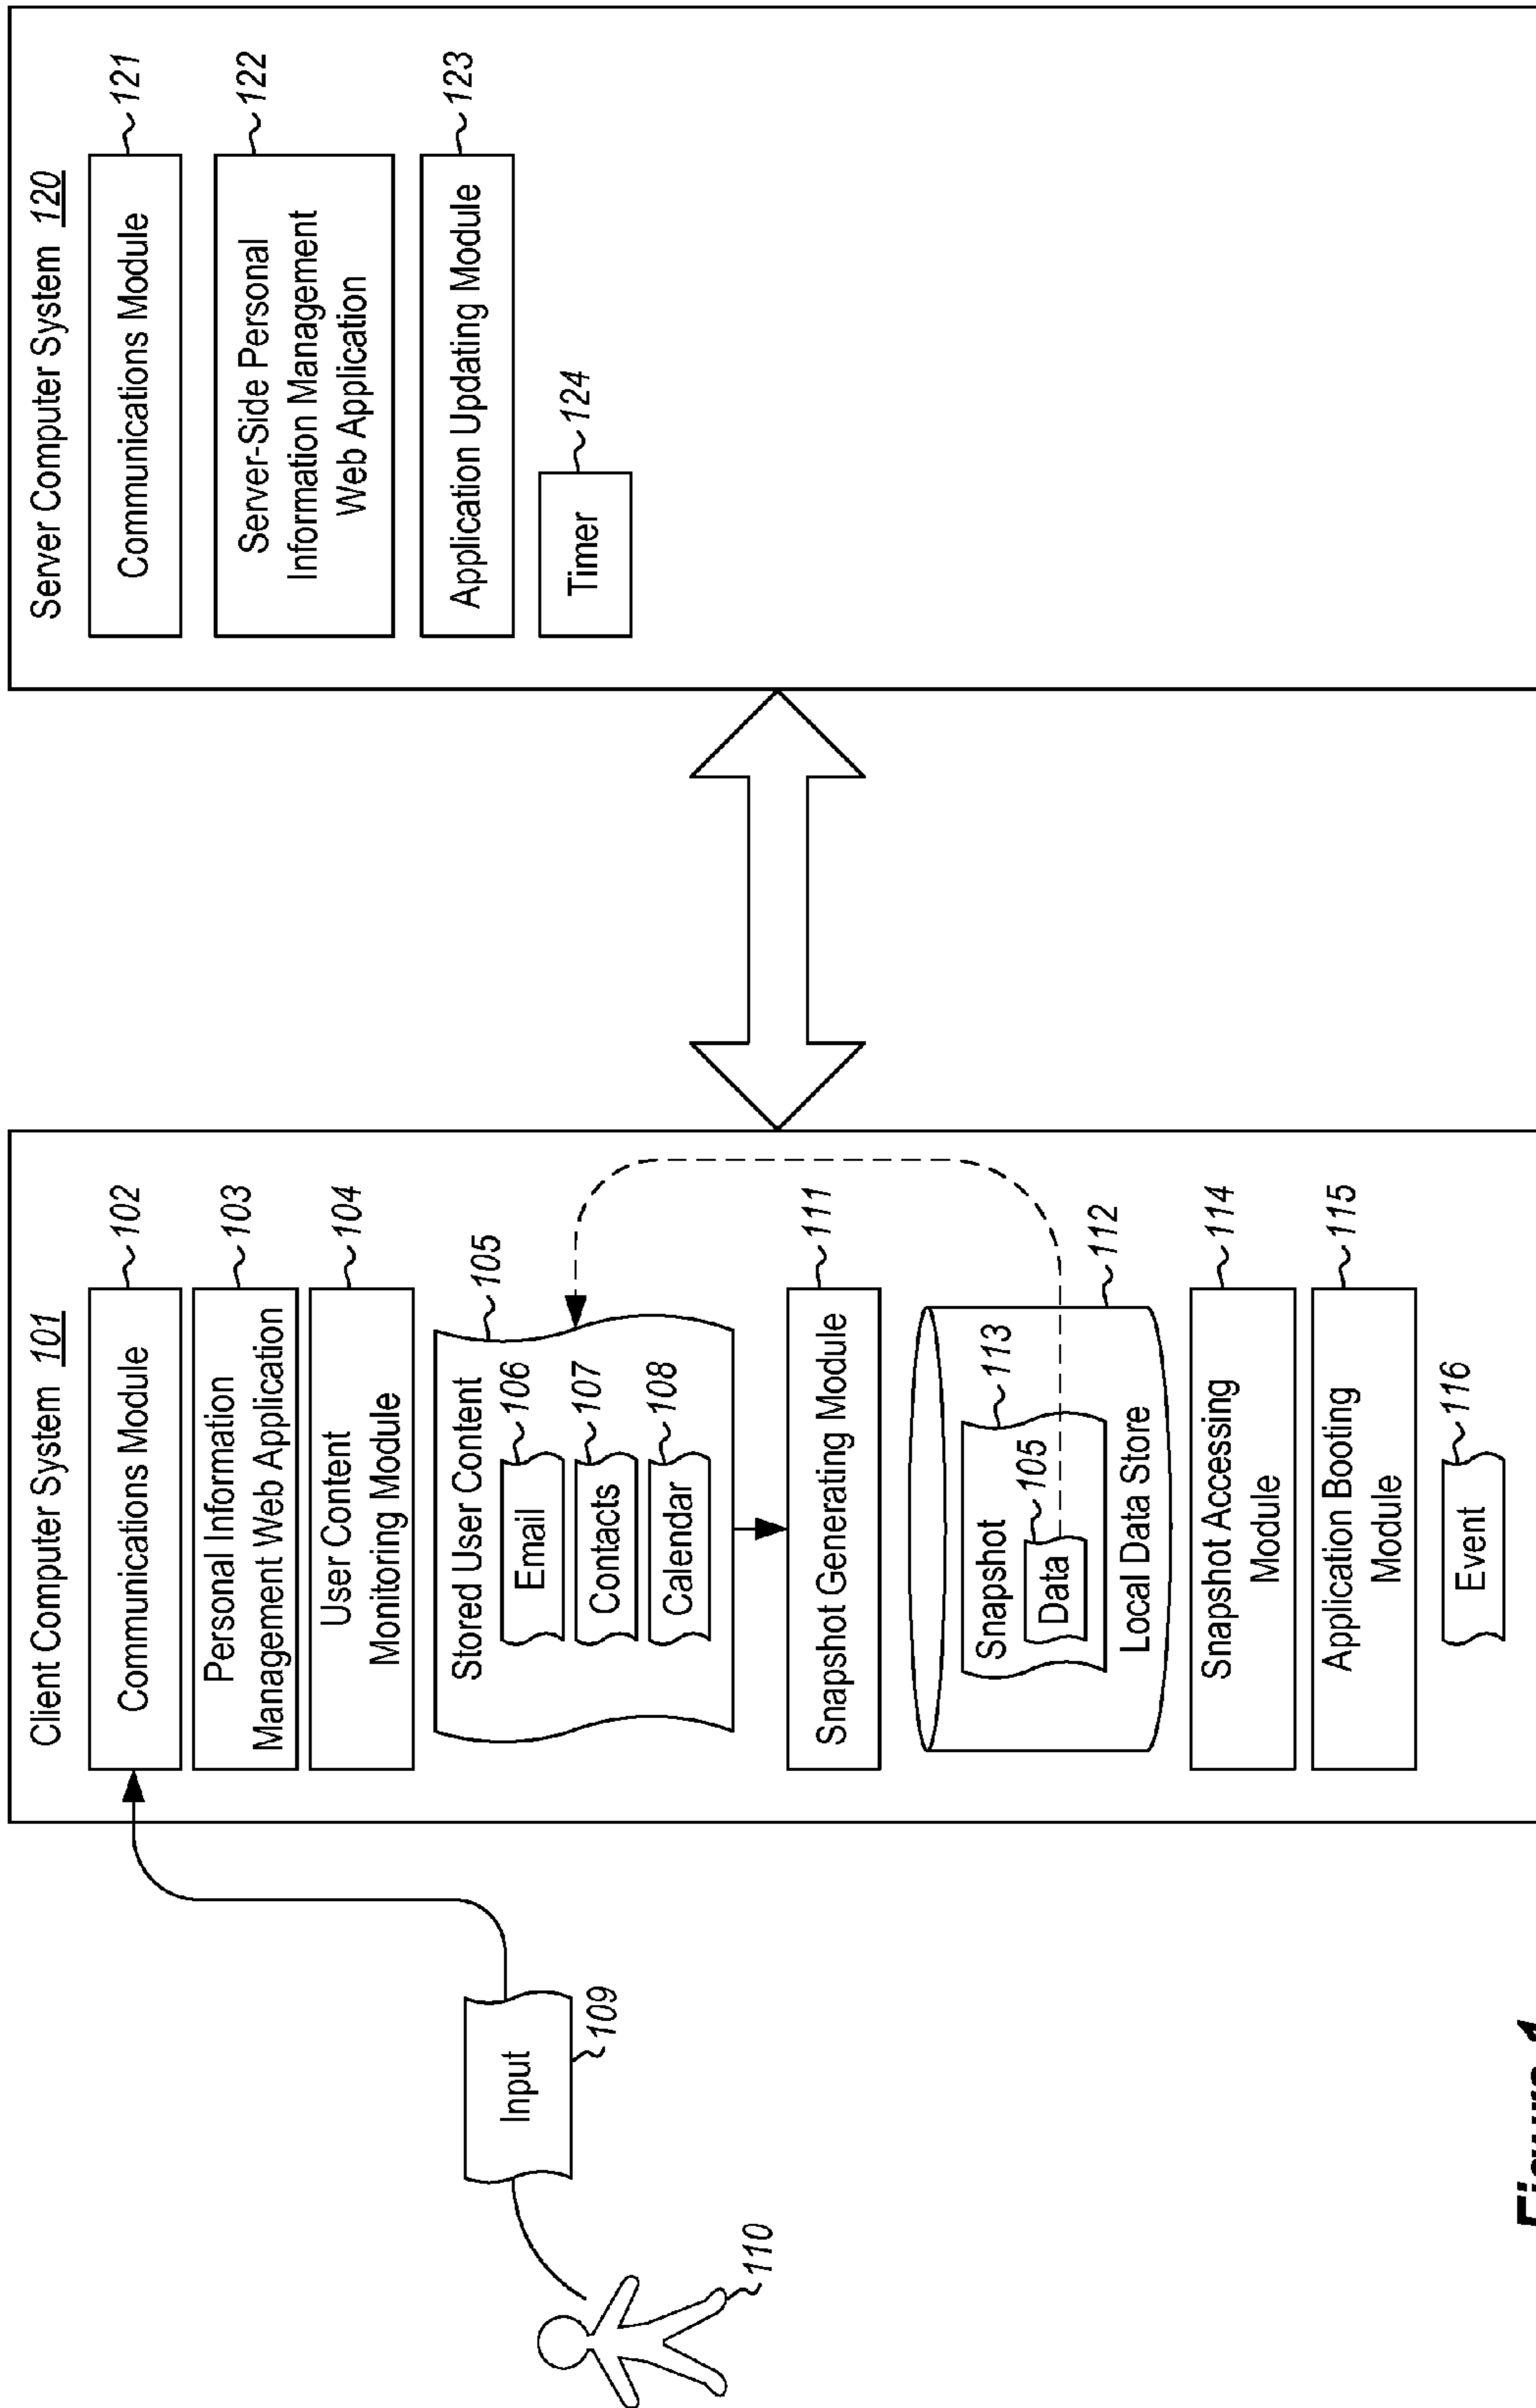 Client Computer System 101
Communications Module
102
Personal Information
Management Web Application
103
User Content
Monitoring Module
104
Stored User Content
105
Email
106
Contacts
107
Calendar
108
Snapshot Generating Module
111
Snapshot
113
Data
105
Local Data Store
112
Snapshot Accessing
Module
114
Application Booting
Module
115
Event
116
Input
109
110
Server Computer System 120
Communications Module
121
Server-Side Personal
Information Management
Web Application
122
Application Updating Module
123
Timer
124
Figure 1